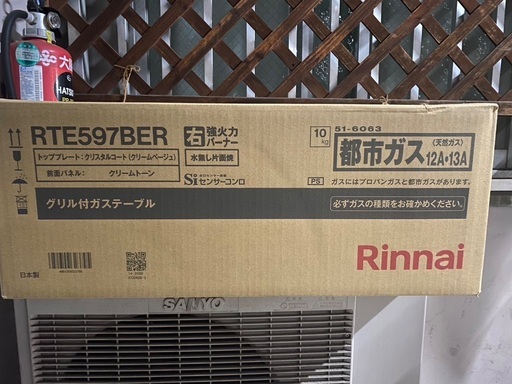 RTE597BER
トッププレート:クリスタルコート(クリームベージュ)
前面パネル: クリームトーン
右 強火力バーナー
水無し片面焼
Siセンサーコンロ
10kg
51-6063
都市ガス (天然ガス) 12A・13A
PS ガスにはプロパンガスと都市ガスがあります。
グリル付ガステーブル
必ずガスの種類をお確かめください。
日本製
Rinnai
SANYO